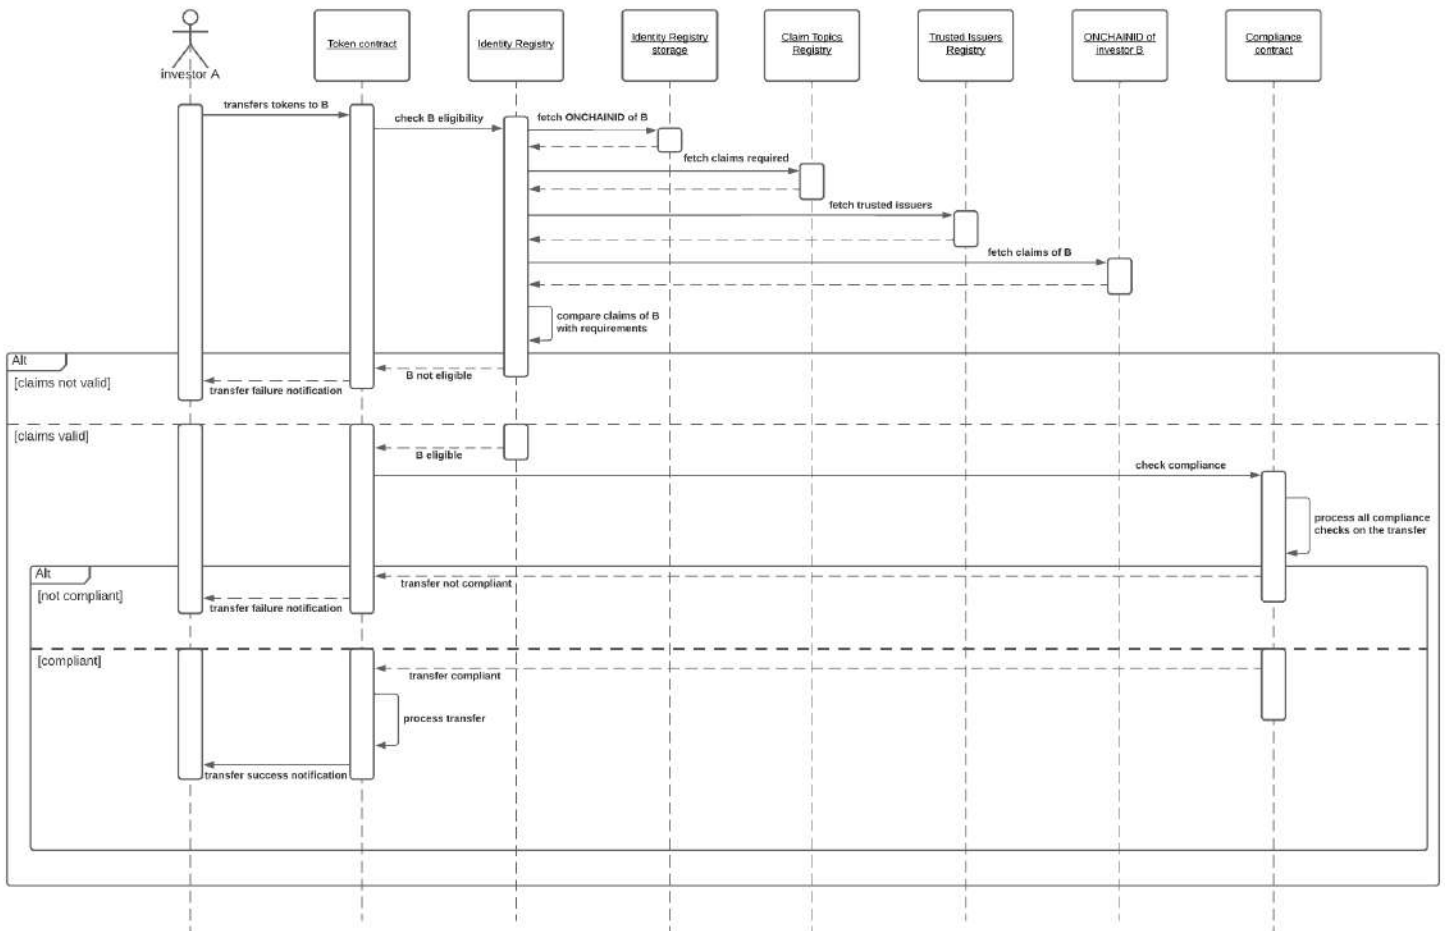 investor A
Token contract
Identity Registry
Identity Registry
storage
Claim Topics
Registry
Trusted Issuers
Registry
ONCHAINID of
investor B
Compliance
contract
transfers tokens to B
check B eligibility
fetch ONCHAINID of B
fetch claims required
fetch trusted issuers
fetch claims of B
compare claims of B
with requirements
Alt
[claims not valid]
B not eligible
transfer failure notification
[claims valid]
B eligible
check compliance
process all compliance
checks on the transfer
Alt
[not compliant]
transfer not compliant
transfer failure notification
[compliant]
transfer compliant
process transfer
transfer success notification